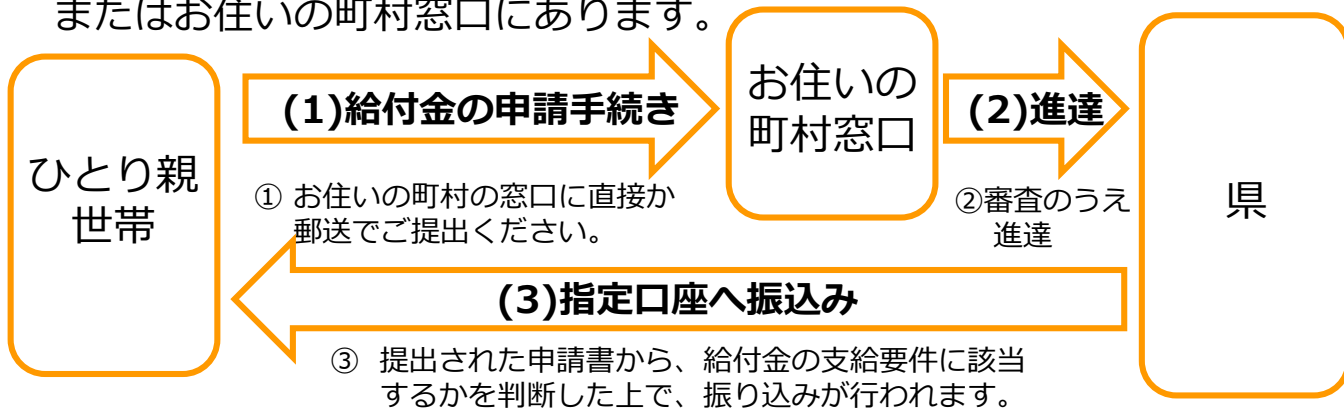 またはお住いの町村窓口にあります。
ひとり親
世帯
(1)給付金の申請手続き
① お住いの町村の窓口に直接か
郵送でご提出ください。
お住いの
町村窓口
(2)進達
②審査のうえ
進達
県
(3)指定口座へ振込み
③ 提出された申請書から、給付金の支給要件に該当
するかを判断した上で、振り込みが行われます。